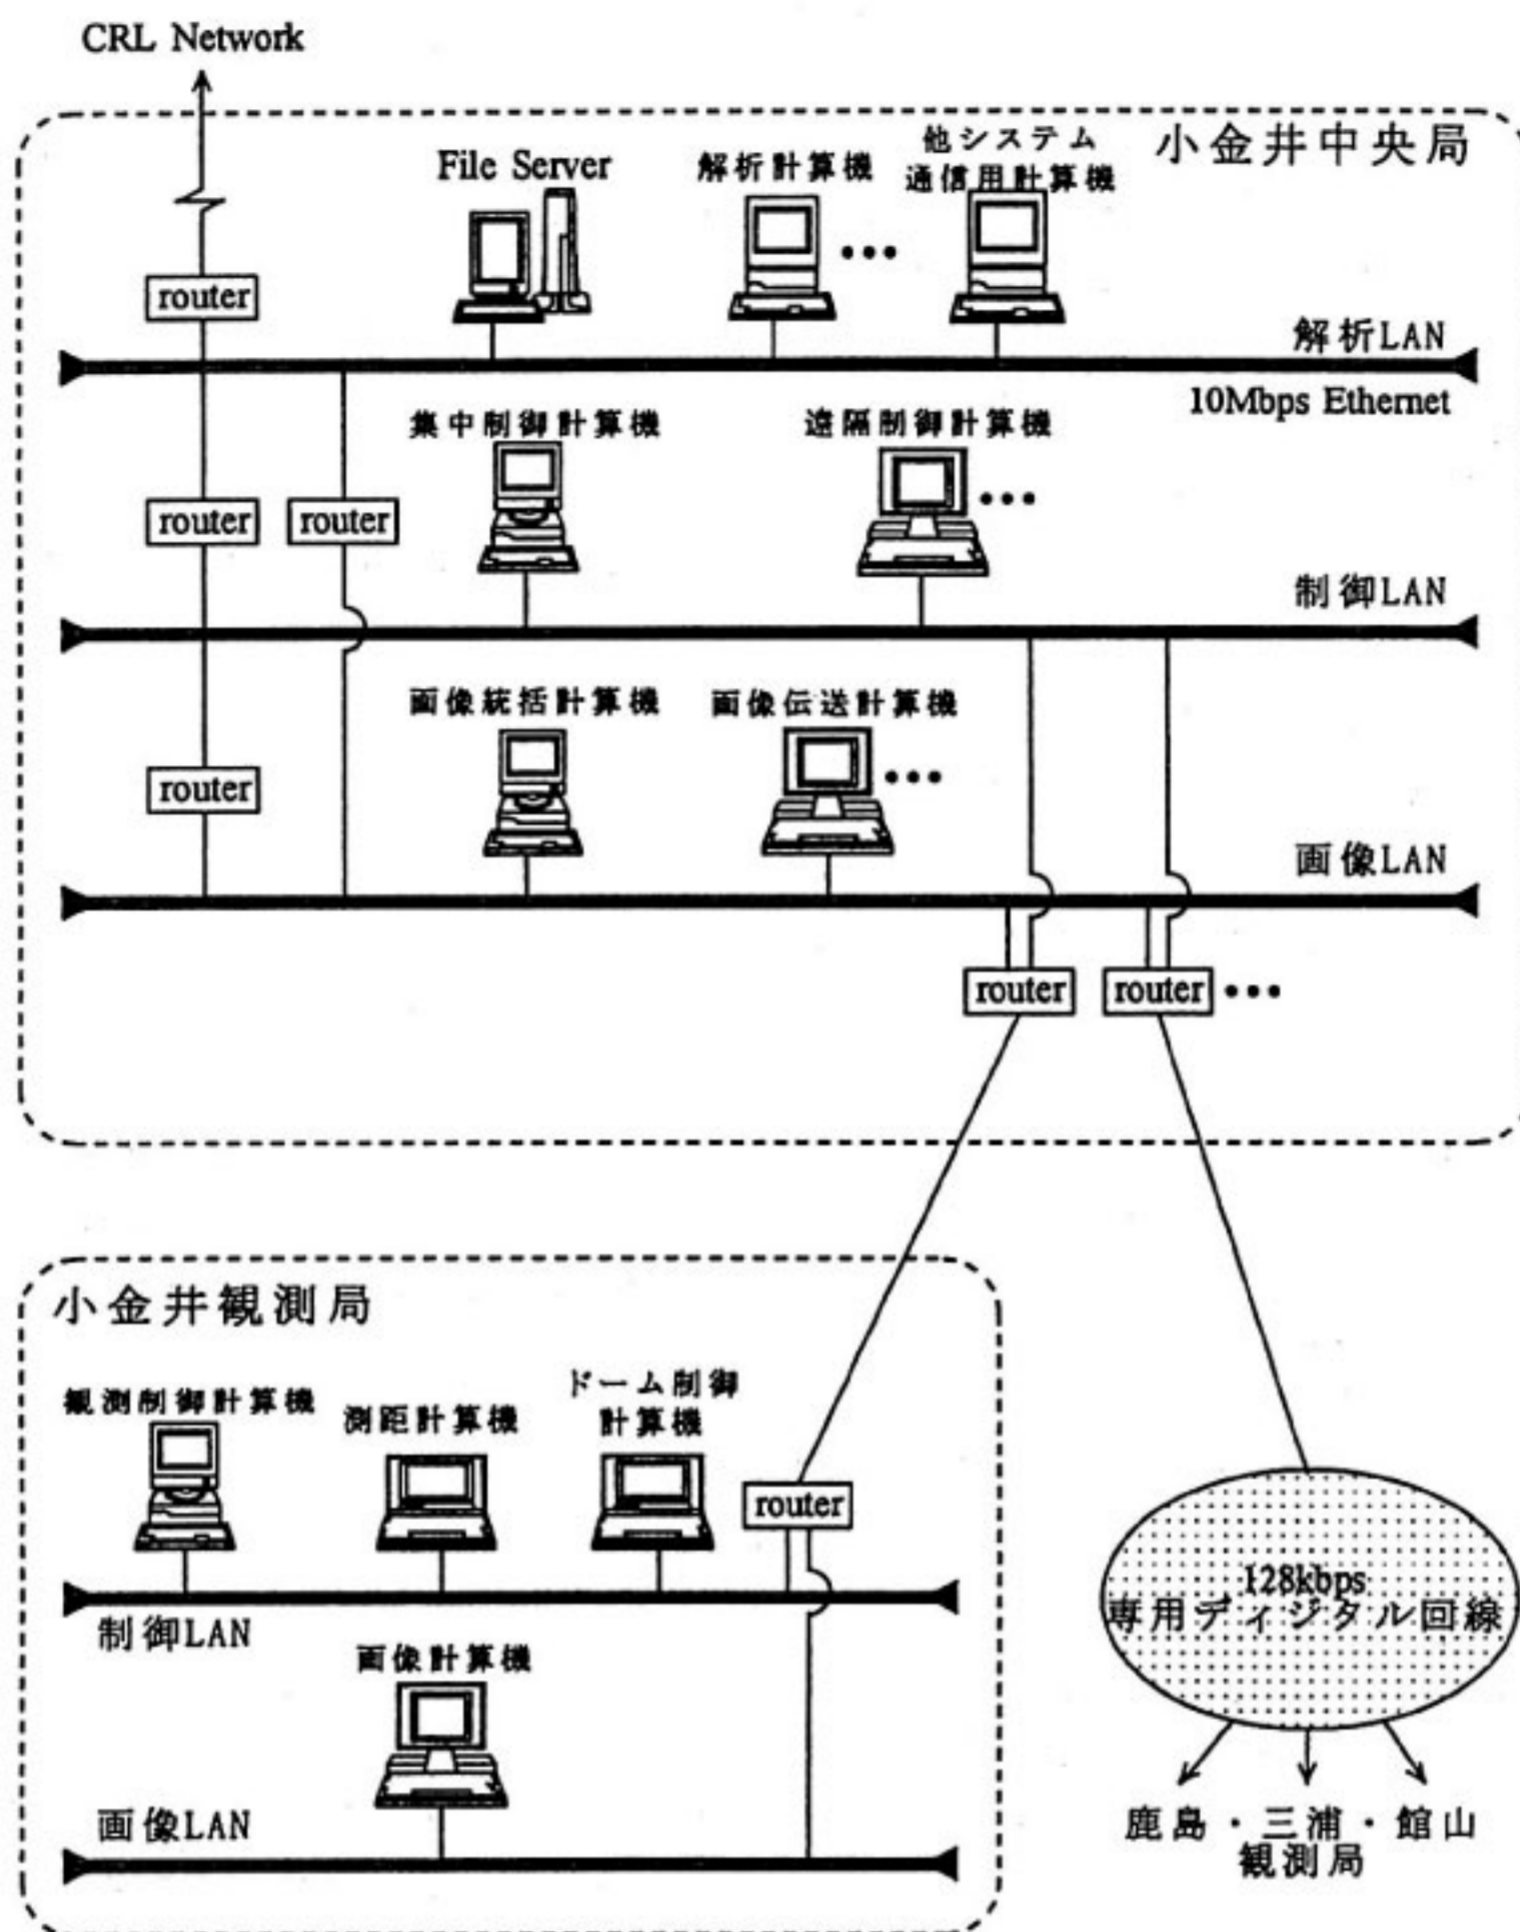 CRL Network
小金井中央局
File Server
解析計算機
他システム
通信用計算機
router
解析LAN
10Mbps Ethernet
集中制御計算機
遠隔制御計算機
router
router
制御LAN
画像統括計算機
画像伝送計算機
router
画像LAN
router
router
小金井観測局
観測制御計算機
測距計算機
ドーム制御
計算機
router
制御LAN
画像計算機
画像LAN
128kbps
専用ディジタル回線
鹿島・三浦・館山
観測局